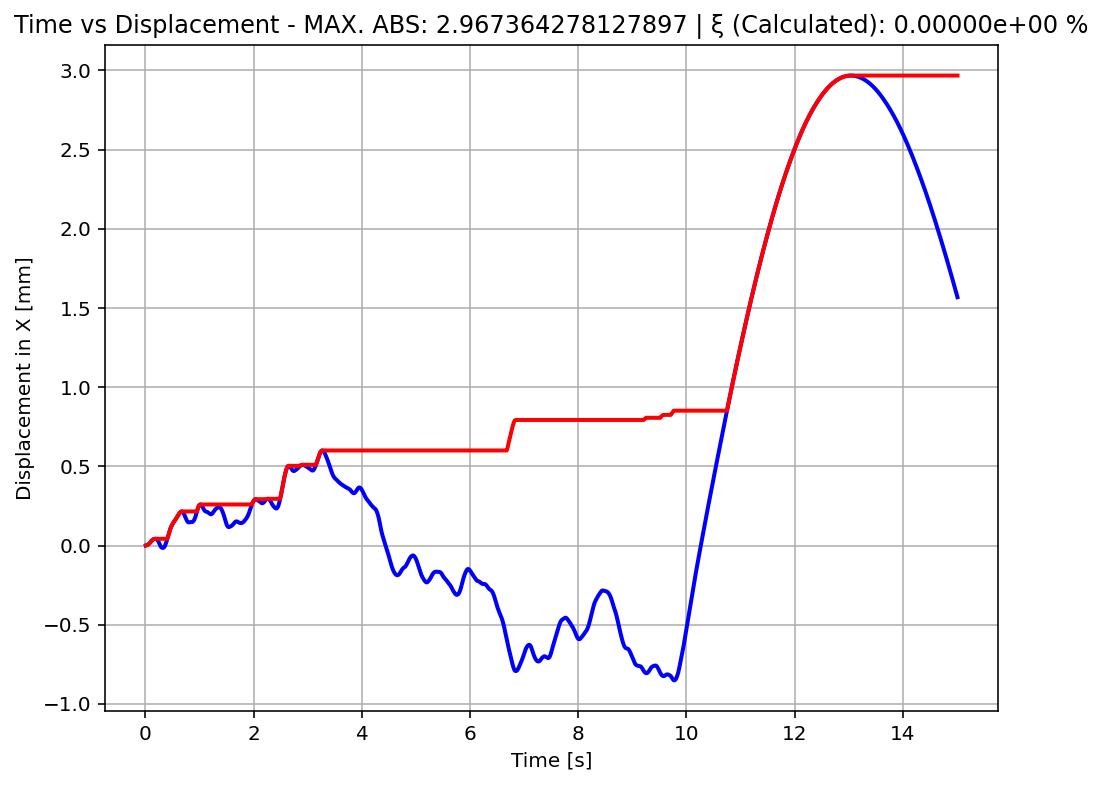 Time vs Displacement - MAX. ABS: 2.967364278127897 | ξ (Calculated): 0.00000e+00 %
3.0
2.5
2.0
1.5
1.0
0.5
0.0
−0.5
−1.0
Displacement in X [mm]
0 2 4 6 8 10 12 14
Time [s]